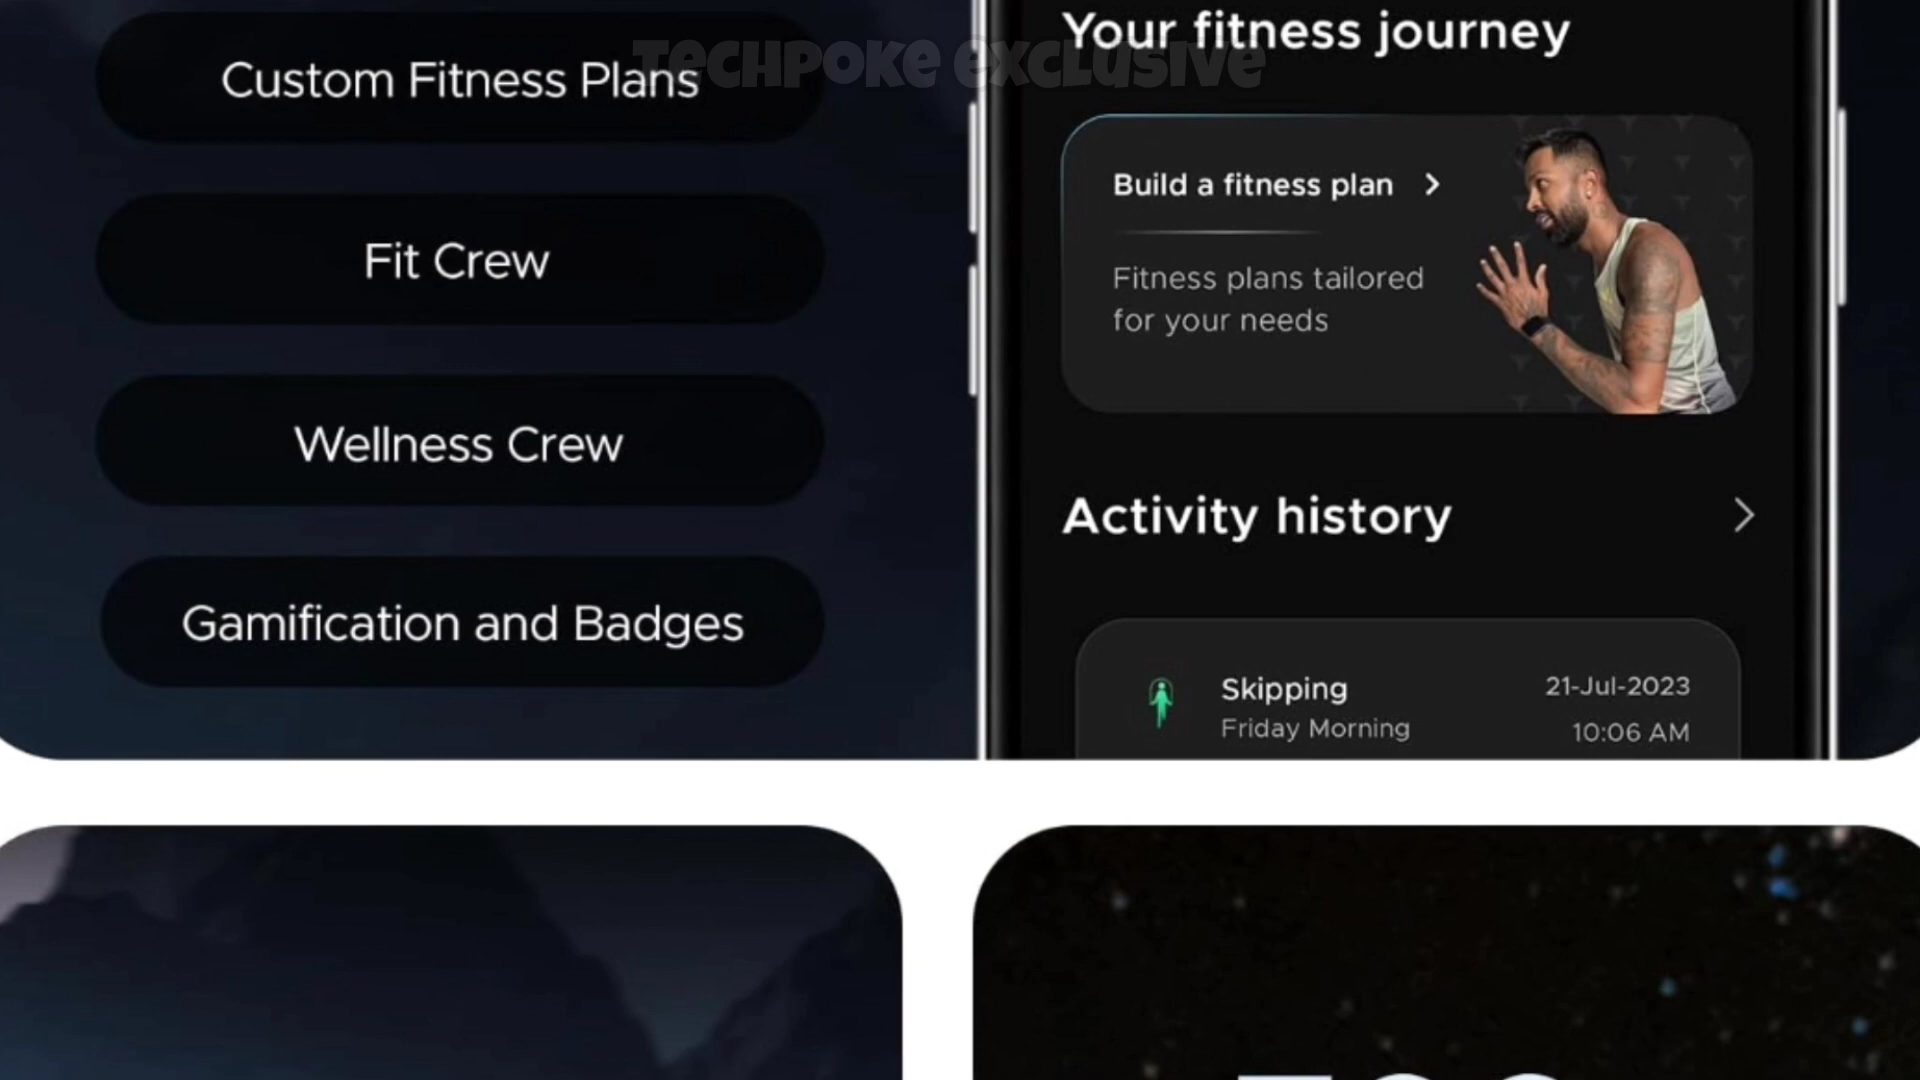 Custom Fitness Plans
Fit Crew
Wellness Crew
Gamification and Badges
TECHPOKE EXCLUSIVE
Your fitness journey
Build a fitness plan
Fitness plans tailored
for your needs
Activity history
Skipping
21-Jul-2023
Friday Morning
10:06 AM